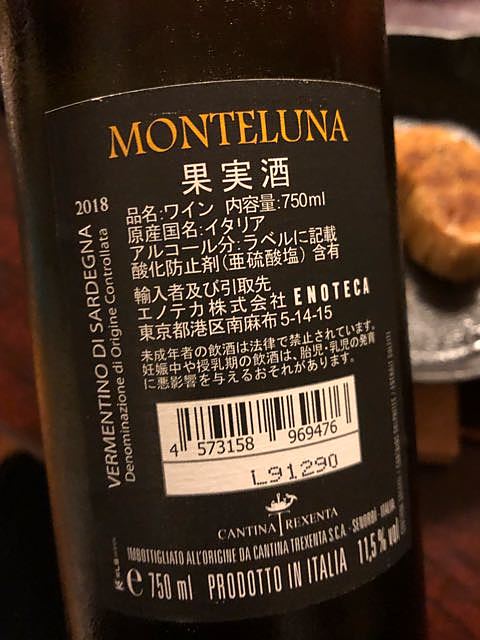 MONTELUNA
果実酒
2018
VERMENTINO DI SARDEGNA
Denominazione di Origine Controllata
品名:ワイン 内容量:750ml
原産国名:イタリア
アルコール分:ラベルに記載
酸化防止剤(亜硫酸塩)含有
輸入者及び引取先
エノテカ株式会社 ENOTECA
東京都港区南麻布5-14-15
未成年者の飲酒は法律で禁止されています。
妊娠中や授乳期の飲酒は、胎児・乳児の発育
に悪影響を与えるおそれがあります。
4 573158 969476
L91290
CANTINA TREXENTA
IMBOTTIGLIATO ALL'ORIGINE DA CANTINA TREXENTA S.C.A. - SENORBÌ - ITALIA
e 750 ml PRODOTTO IN ITALIA 11,5% vol